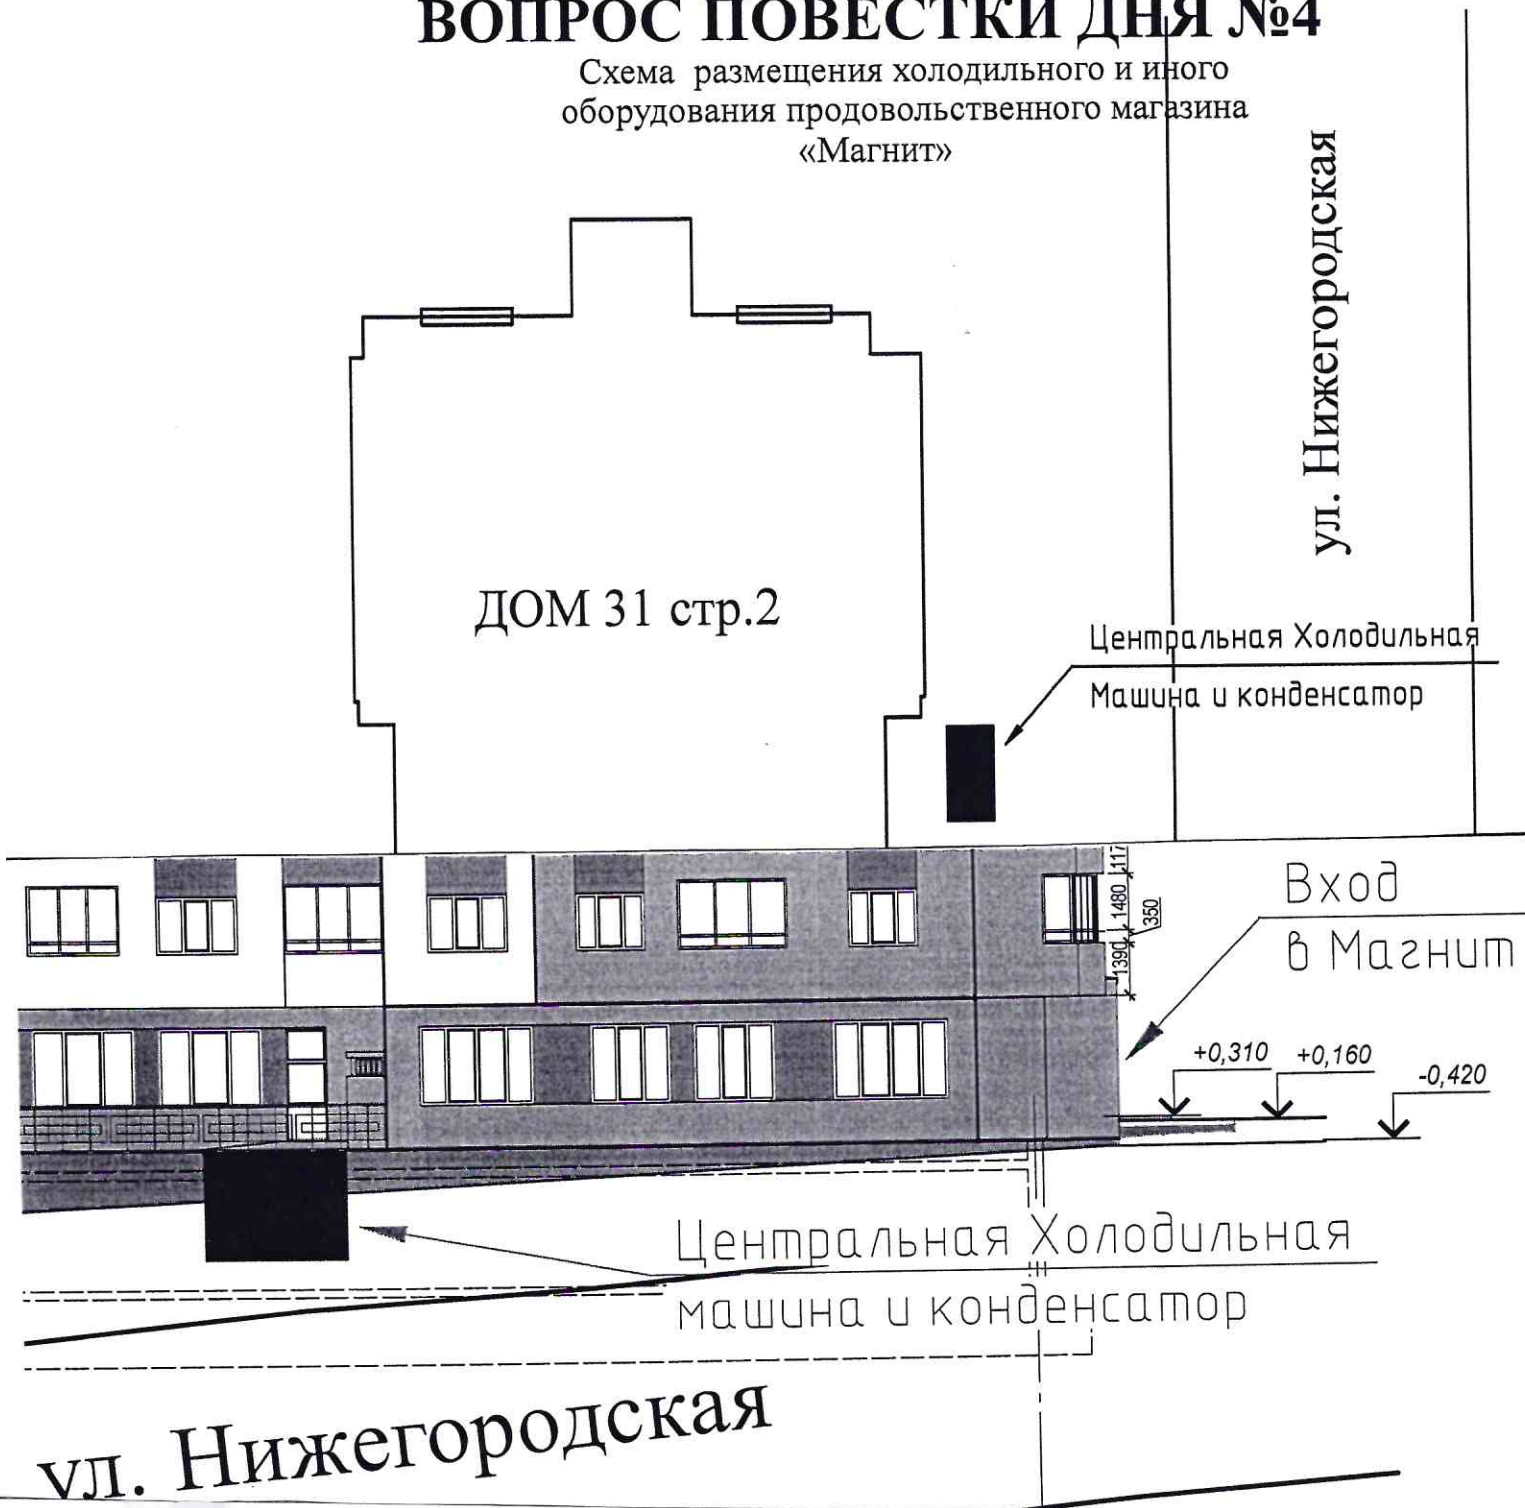 ВОПРОС ПОВЕСТКИ ДНЯ №4
Схема размещения холодильного и иного
оборудования продовольственного магазина
«Магнит»
ул. Нижегородская
ДОМ 31 стр.2
Центральная Холодильная
Машина и конденсатор
117
1480
350
1390
Вход
в Магнит
+0,310
+0,160
-0,420
Центральная Холодильная
машина и конденсатор
ул. Нижегородская